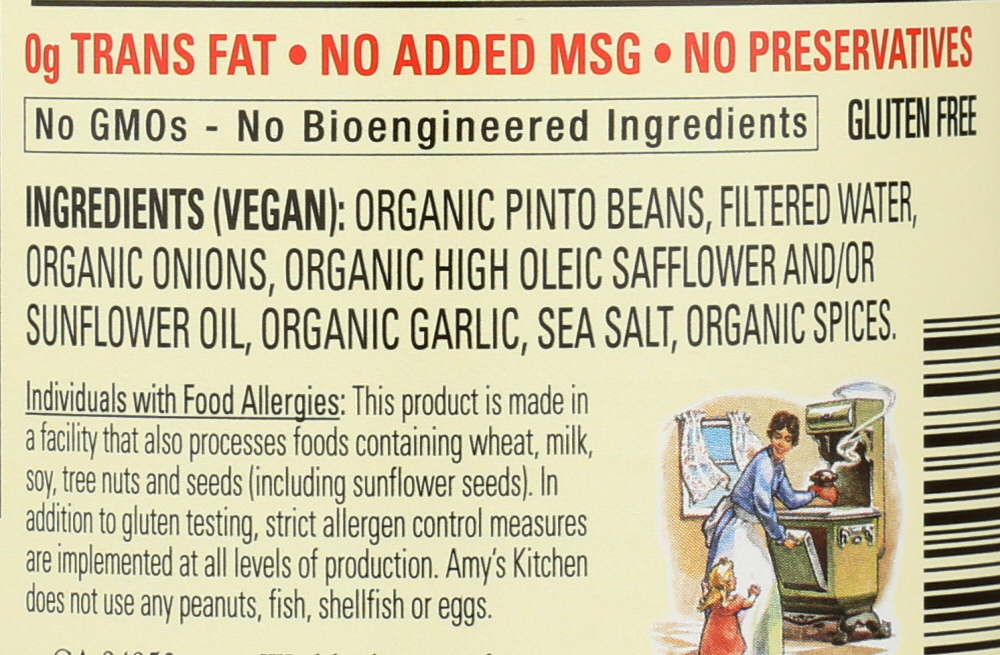 0g TRANS FAT • NO ADDED MSG • NO PRESERVATIVES
No GMOs - No Bioengineered Ingredients GLUTEN FREE
INGREDIENTS (VEGAN): ORGANIC PINTO BEANS, FILTERED WATER,
ORGANIC ONIONS, ORGANIC HIGH OLEIC SAFFLOWER AND/OR
SUNFLOWER OIL, ORGANIC GARLIC, SEA SALT, ORGANIC SPICES.
Individuals with Food Allergies: This product is made in
a facility that also processes foods containing wheat, milk,
soy, tree nuts and seeds (including sunflower seeds). In
addition to gluten testing, strict allergen control measures
are implemented at all levels of production. Amy's Kitchen
does not use any peanuts, fish, shellfish or eggs.